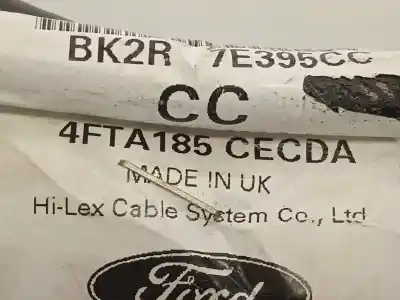 BK2R 7E395CC
CC
4FTA185 CECDA
MADE IN UK
Hi-Lex Cable System Co., Ltd
Ford